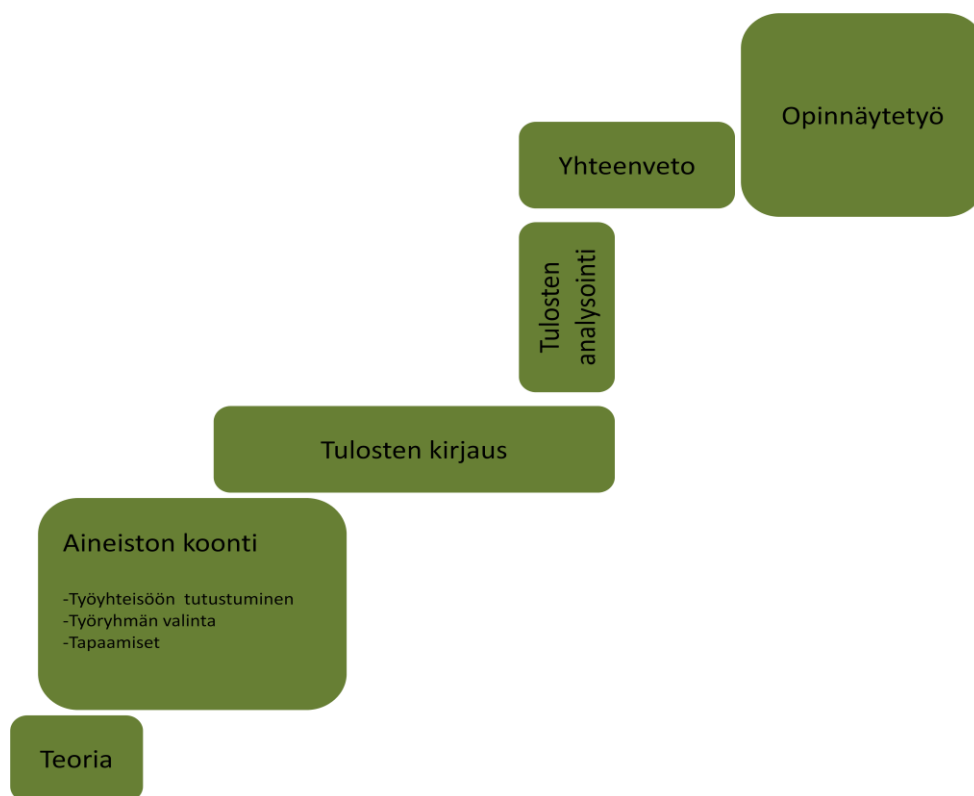 Opinnäytetyö
Yhteenveto
Tulosten
analysointi
Tulosten kirjaus
Aineiston koonti
-Työyhteisöön tutustuminen
-Työryhmän valinta
-Tapaamiset
Teoria